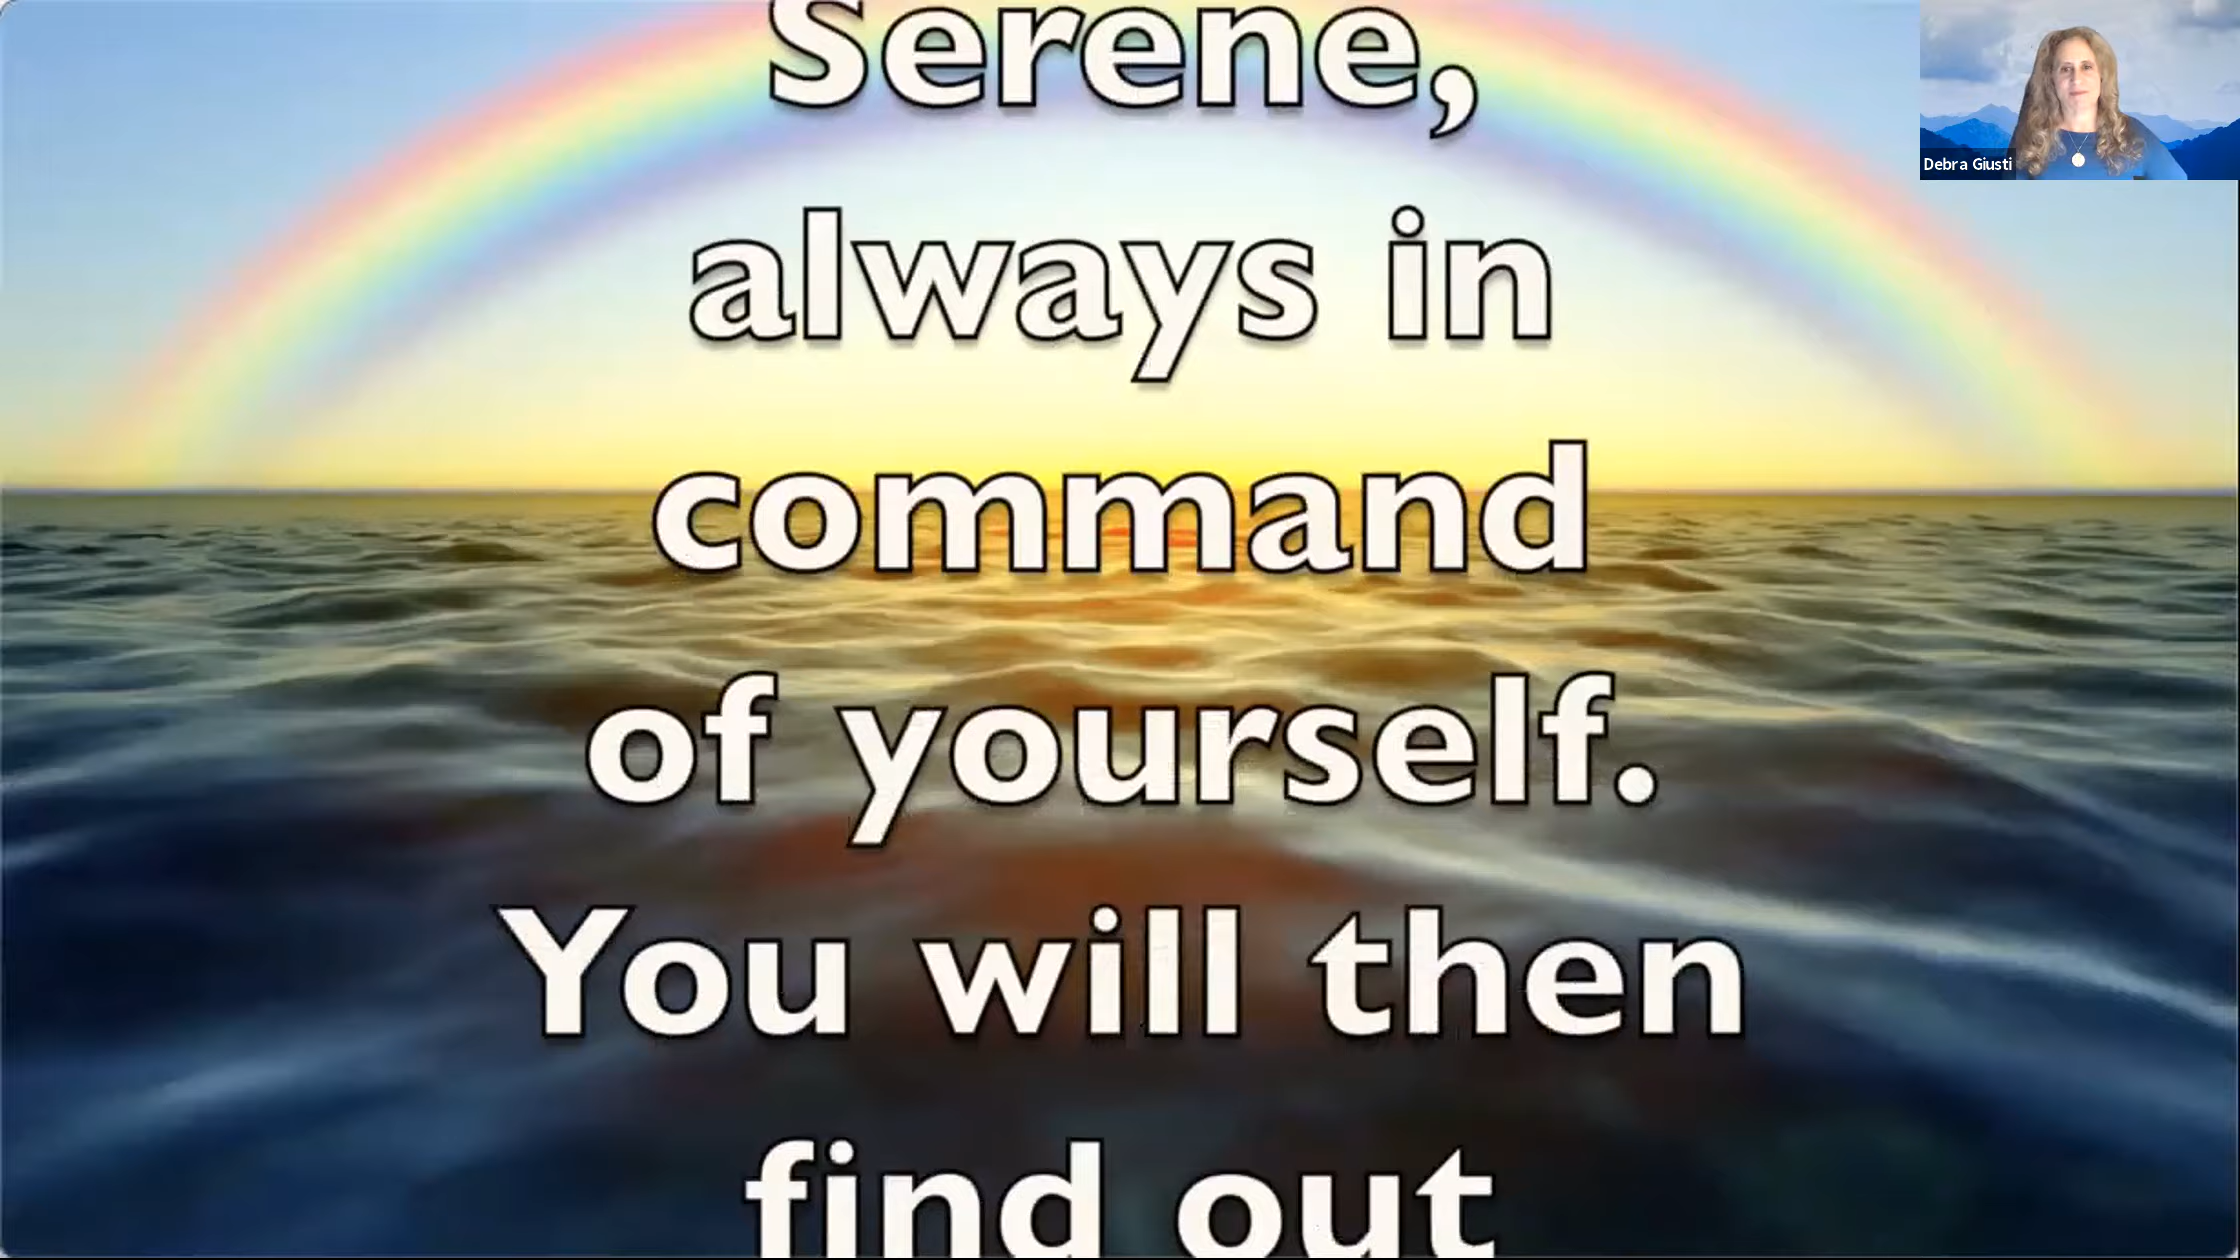 Serene,
Debra Giusti
always in
command
of yourself.
You will then
find out